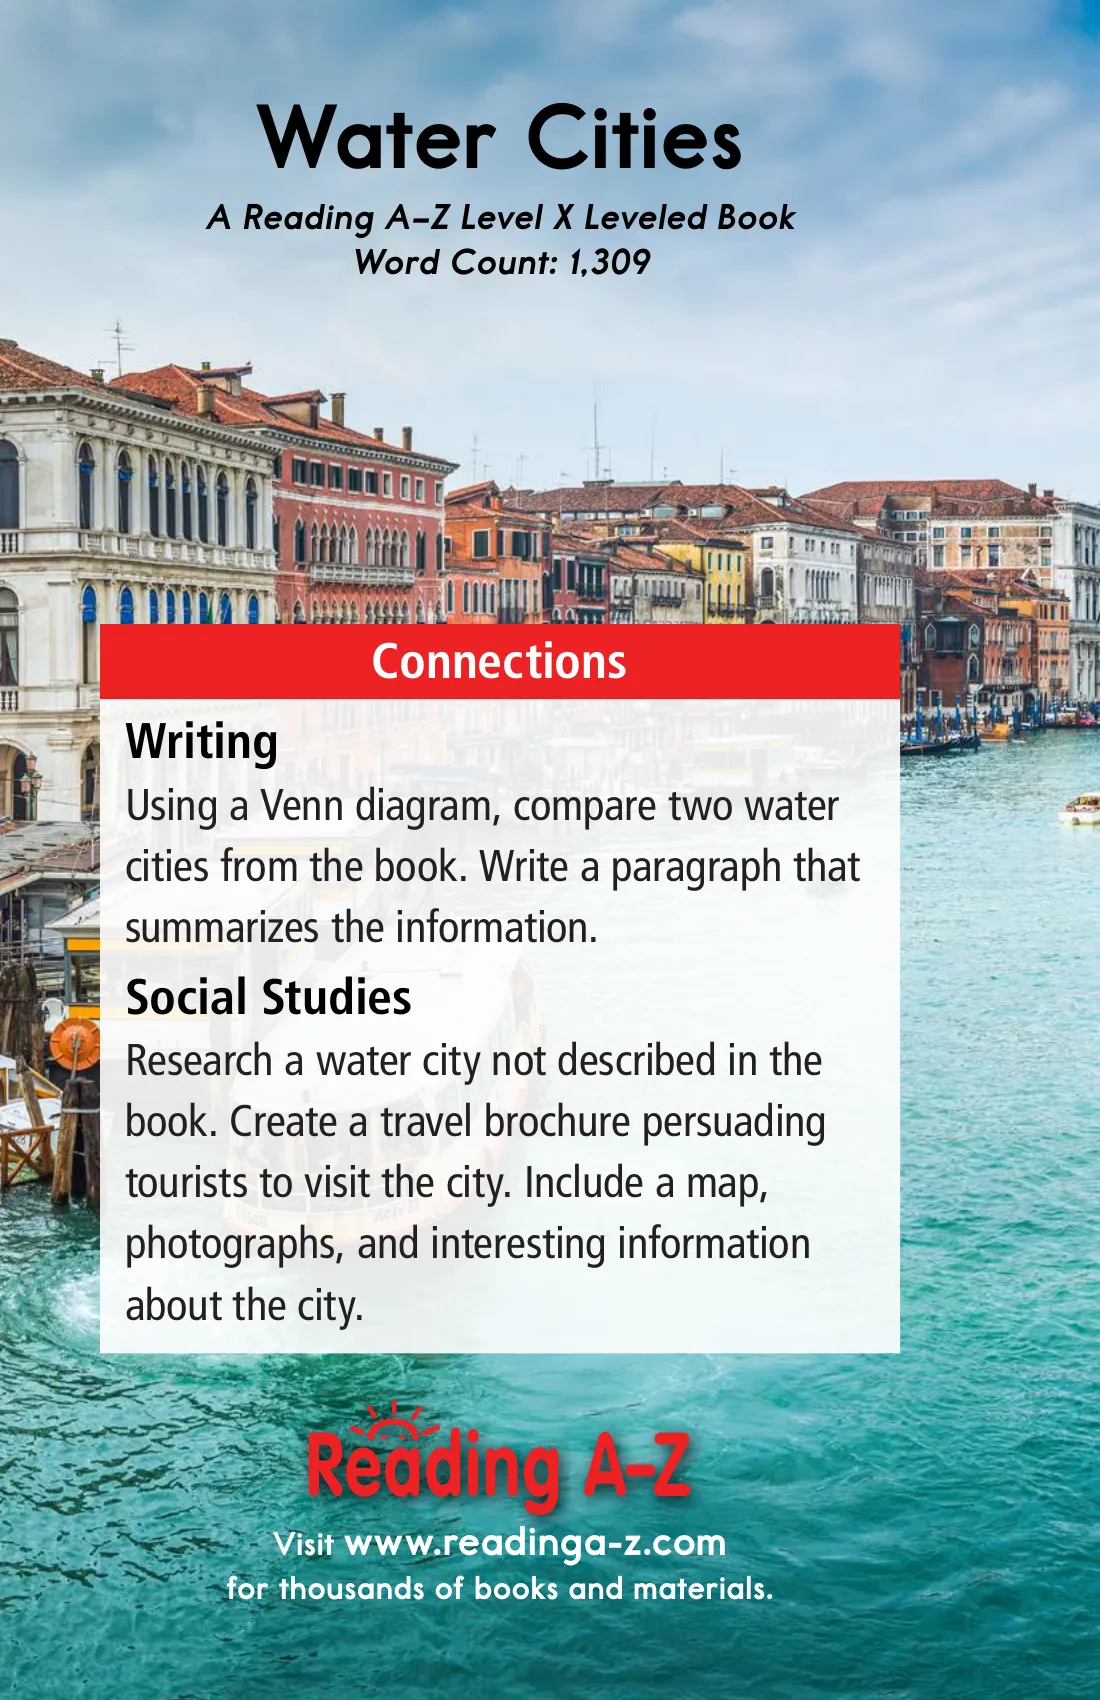 Water Cities
A Reading A–Z Level X Leveled Book
Word Count: 1,309
Connections
Writing
Using a Venn diagram, compare two water
cities from the book. Write a paragraph that
summarizes the information.
Social Studies
Research a water city not described in the
book. Create a travel brochure persuading
tourists to visit the city. Include a map,
photographs, and interesting information
about the city.
Reading A–Z
Visit www.readinga-z.com
for thousands of books and materials.